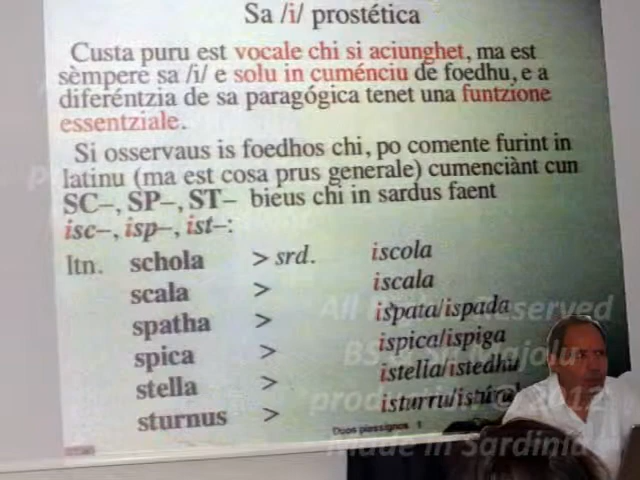 Sa /i/ prostética
Custa puru est vocale chi si aciunghet, ma est
sèmpere sa /i/ e solu in cuménciu de foedhu, e a
diferéntzia de sa paragógica tenet una funtzione
essentziale.
Si osservaus is foedhos chi, po comente furint in
latinu (ma est cosa prus generale) cumenciànt cun
SC–, SP–, ST– bieus chi in sardus faent
isc–, isp–, ist–:
ltn. schola > srd. iscola
scala > iscala
spatha > ispata/ispada
spica > ispica/ispiga
stella > istella/istedhu
sturnus > isturru/
All Reserved
production © 2012
Made in Sardinia